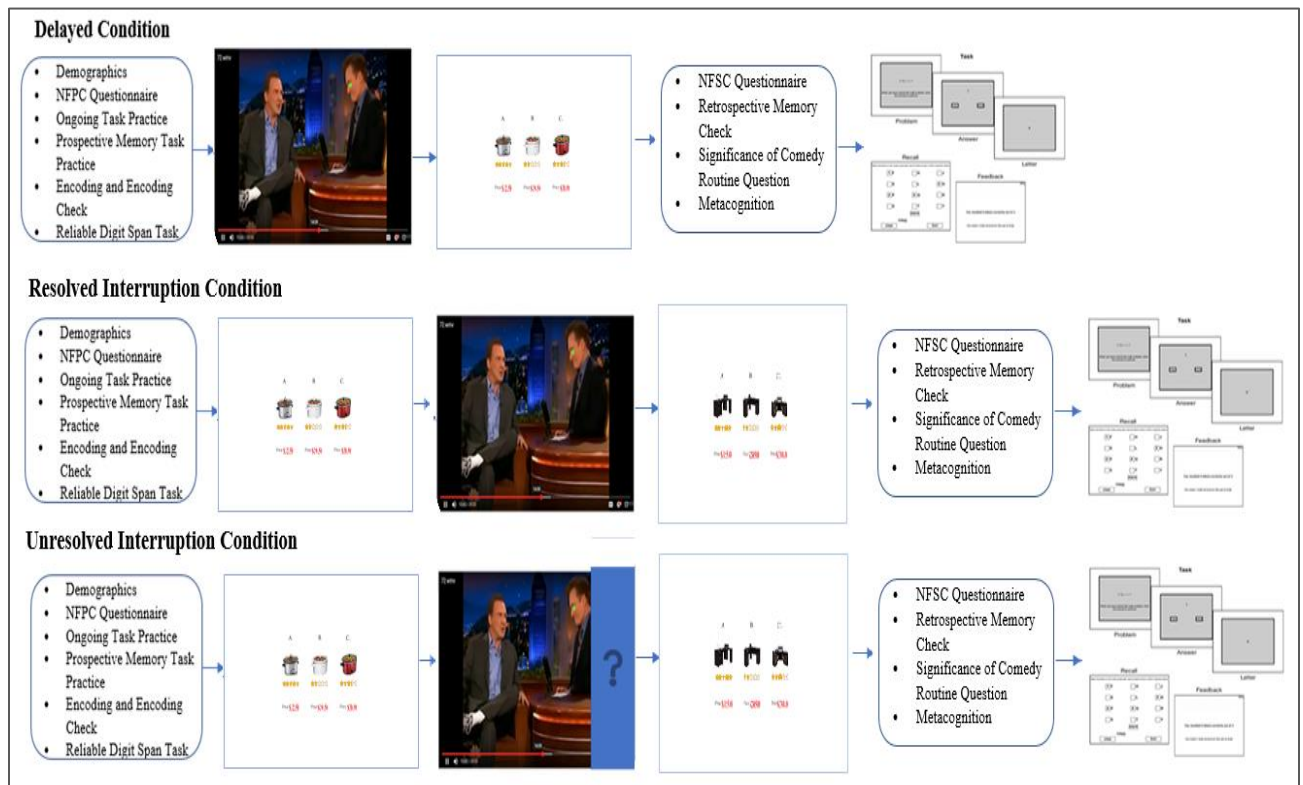 Delayed Condition
• Demographics
• NFPC Questionnaire
• Ongoing Task Practice
• Prospective Memory Task
Practice
• Encoding and Encoding
Check
• Reliable Digit Span Task
A B C
• NFSC Questionnaire
• Retrospective Memory
Check
• Significance of Comedy
Routine Question
• Metacognition
Task
Problem
Answer
Letter
Recall
Feedback
Resolved Interruption Condition
• Demographics
• NFPC Questionnaire
• Ongoing Task Practice
• Prospective Memory Task
Practice
• Encoding and Encoding
Check
• Reliable Digit Span Task
A B C
A B C
• NFSC Questionnaire
• Retrospective Memory
Check
• Significance of Comedy
Routine Question
• Metacognition
Task
Problem
Answer
Letter
Recall
Feedback
Unresolved Interruption Condition
• Demographics
• NFPC Questionnaire
• Ongoing Task Practice
• Prospective Memory Task
Practice
• Encoding and Encoding
Check
• Reliable Digit Span Task
A B C
?
A B C
• NFSC Questionnaire
• Retrospective Memory
Check
• Significance of Comedy
Routine Question
• Metacognition
Task
Problem
Answer
Letter
Recall
Feedback